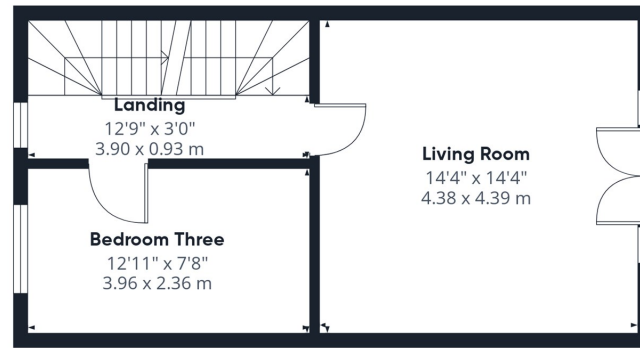 Landing
12'9" x 3'0"
3.90 x 0.93 m
Living Room
14'4" x 14'4"
4.38 x 4.39 m
Bedroom Three
12'11" x 7'8"
3.96 x 2.36 m